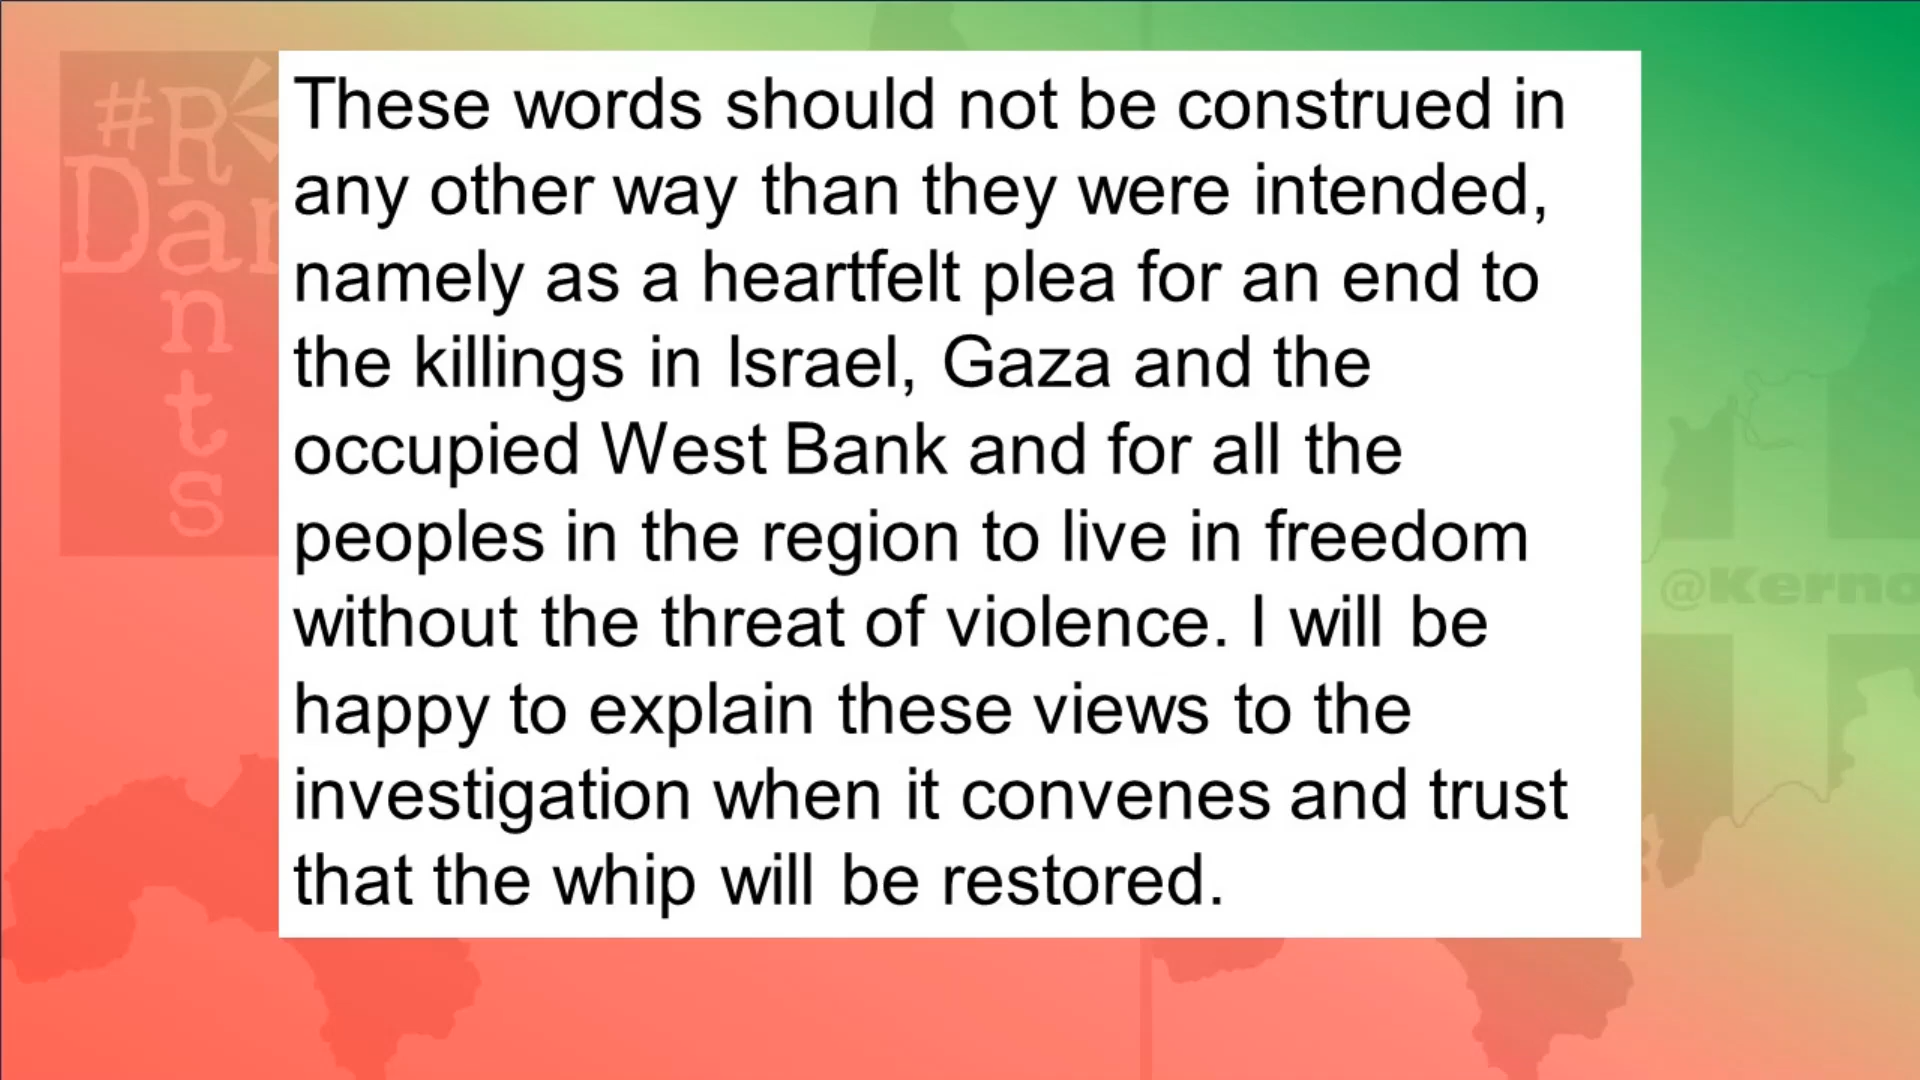 #R
Dan
n
t
s
These words should not be construed in
any other way than they were intended,
namely as a heartfelt plea for an end to
the killings in Israel, Gaza and the
occupied West Bank and for all the
peoples in the region to live in freedom
without the threat of violence. I will be
happy to explain these views to the
investigation when it convenes and trust
that the whip will be restored.
@Kerno